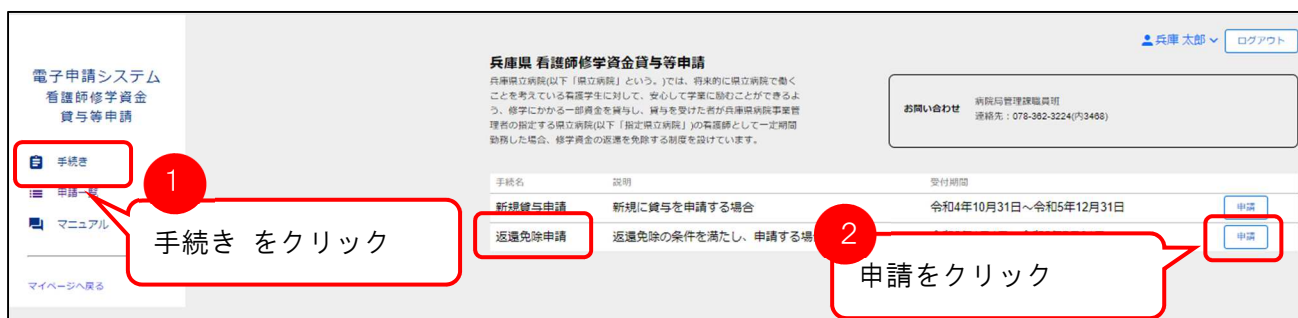 兵庫 太郎
ログアウト
電子申請システム
看護師修学資金
貸与等申請
手続き
申請一覧
マニュアル
マイページへ戻る
兵庫県 看護師修学資金貸与等申請
兵庫県立病院(以下「県立病院」という。)では、将来的に県立病院で働く
ことを考えている看護学生に対して、安心して学業に励むことができるよ
う、修学にかかる一部資金を貸与し、貸与を受けた者が兵庫県病院事業管
理者の指定する県立病院(以下「指定県立病院」)の看護師として一定期間
勤務した場合、修学資金の返還を免除する制度を設けています。
お問い合わせ
病院局管理課職員班
連絡先：078-362-3224(内3468)
手続名 説明 受付期間
新規貸与申請 新規に貸与を申請する場合 令和4年10月31日～令和5年12月31日 申請
返還免除申請 返還免除の条件を満たし、申請する場 申請
1
手続き をクリック
2
申請をクリック